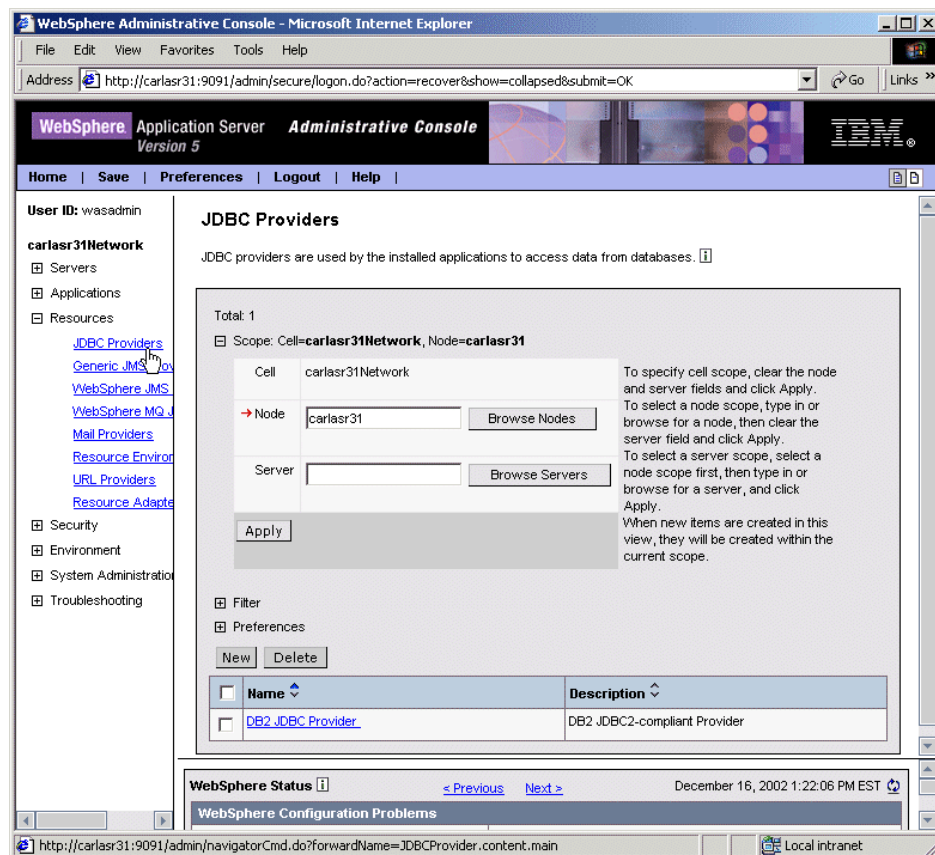 WebSphere Administrative Console - Microsoft Internet Explorer
File Edit View Favorites Tools Help
Address http://carlasr31:9091/admin/secure/logon.do?action=recover&show=collapsed&submit=OK Go Links »
WebSphere Application Server Administrative Console
Version 5
IBM®
Home | Save | Preferences | Logout | Help |
User ID: wasadmin
carlasr31Network
Servers
Applications
Resources
JDBC Providers
Generic JMS
WebSphere JMS
WebSphere MQ J
Mail Providers
Resource Environ
URL Providers
Resource Adapte
Security
Environment
System Administratio
Troubleshooting
JDBC Providers
JDBC providers are used by the installed applications to access data from databases. i
Total: 1
Scope: Cell=carlasr31Network, Node=carlasr31
Cell carlasr31Network
Node carlasr31 Browse Nodes
Server Browse Servers
Apply
To specify cell scope, clear the node
and server fields and click Apply.
To select a node scope, type in or
browse for a node, then clear the
server field and click Apply.
To select a server scope, select a
node scope first, then type in or
browse for a server, and click
Apply.
When new items are created in this
view, they will be created within the
current scope.
Filter
Preferences
New Delete
Name Description
DB2 JDBC Provider DB2 JDBC2-compliant Provider
WebSphere Status i < Previous Next > December 16, 2002 1:22:06 PM EST
WebSphere Configuration Problems
http://carlasr31:9091/admin/navigatorCmd.do?forwardName=JDBCProvider.content.main Local intranet